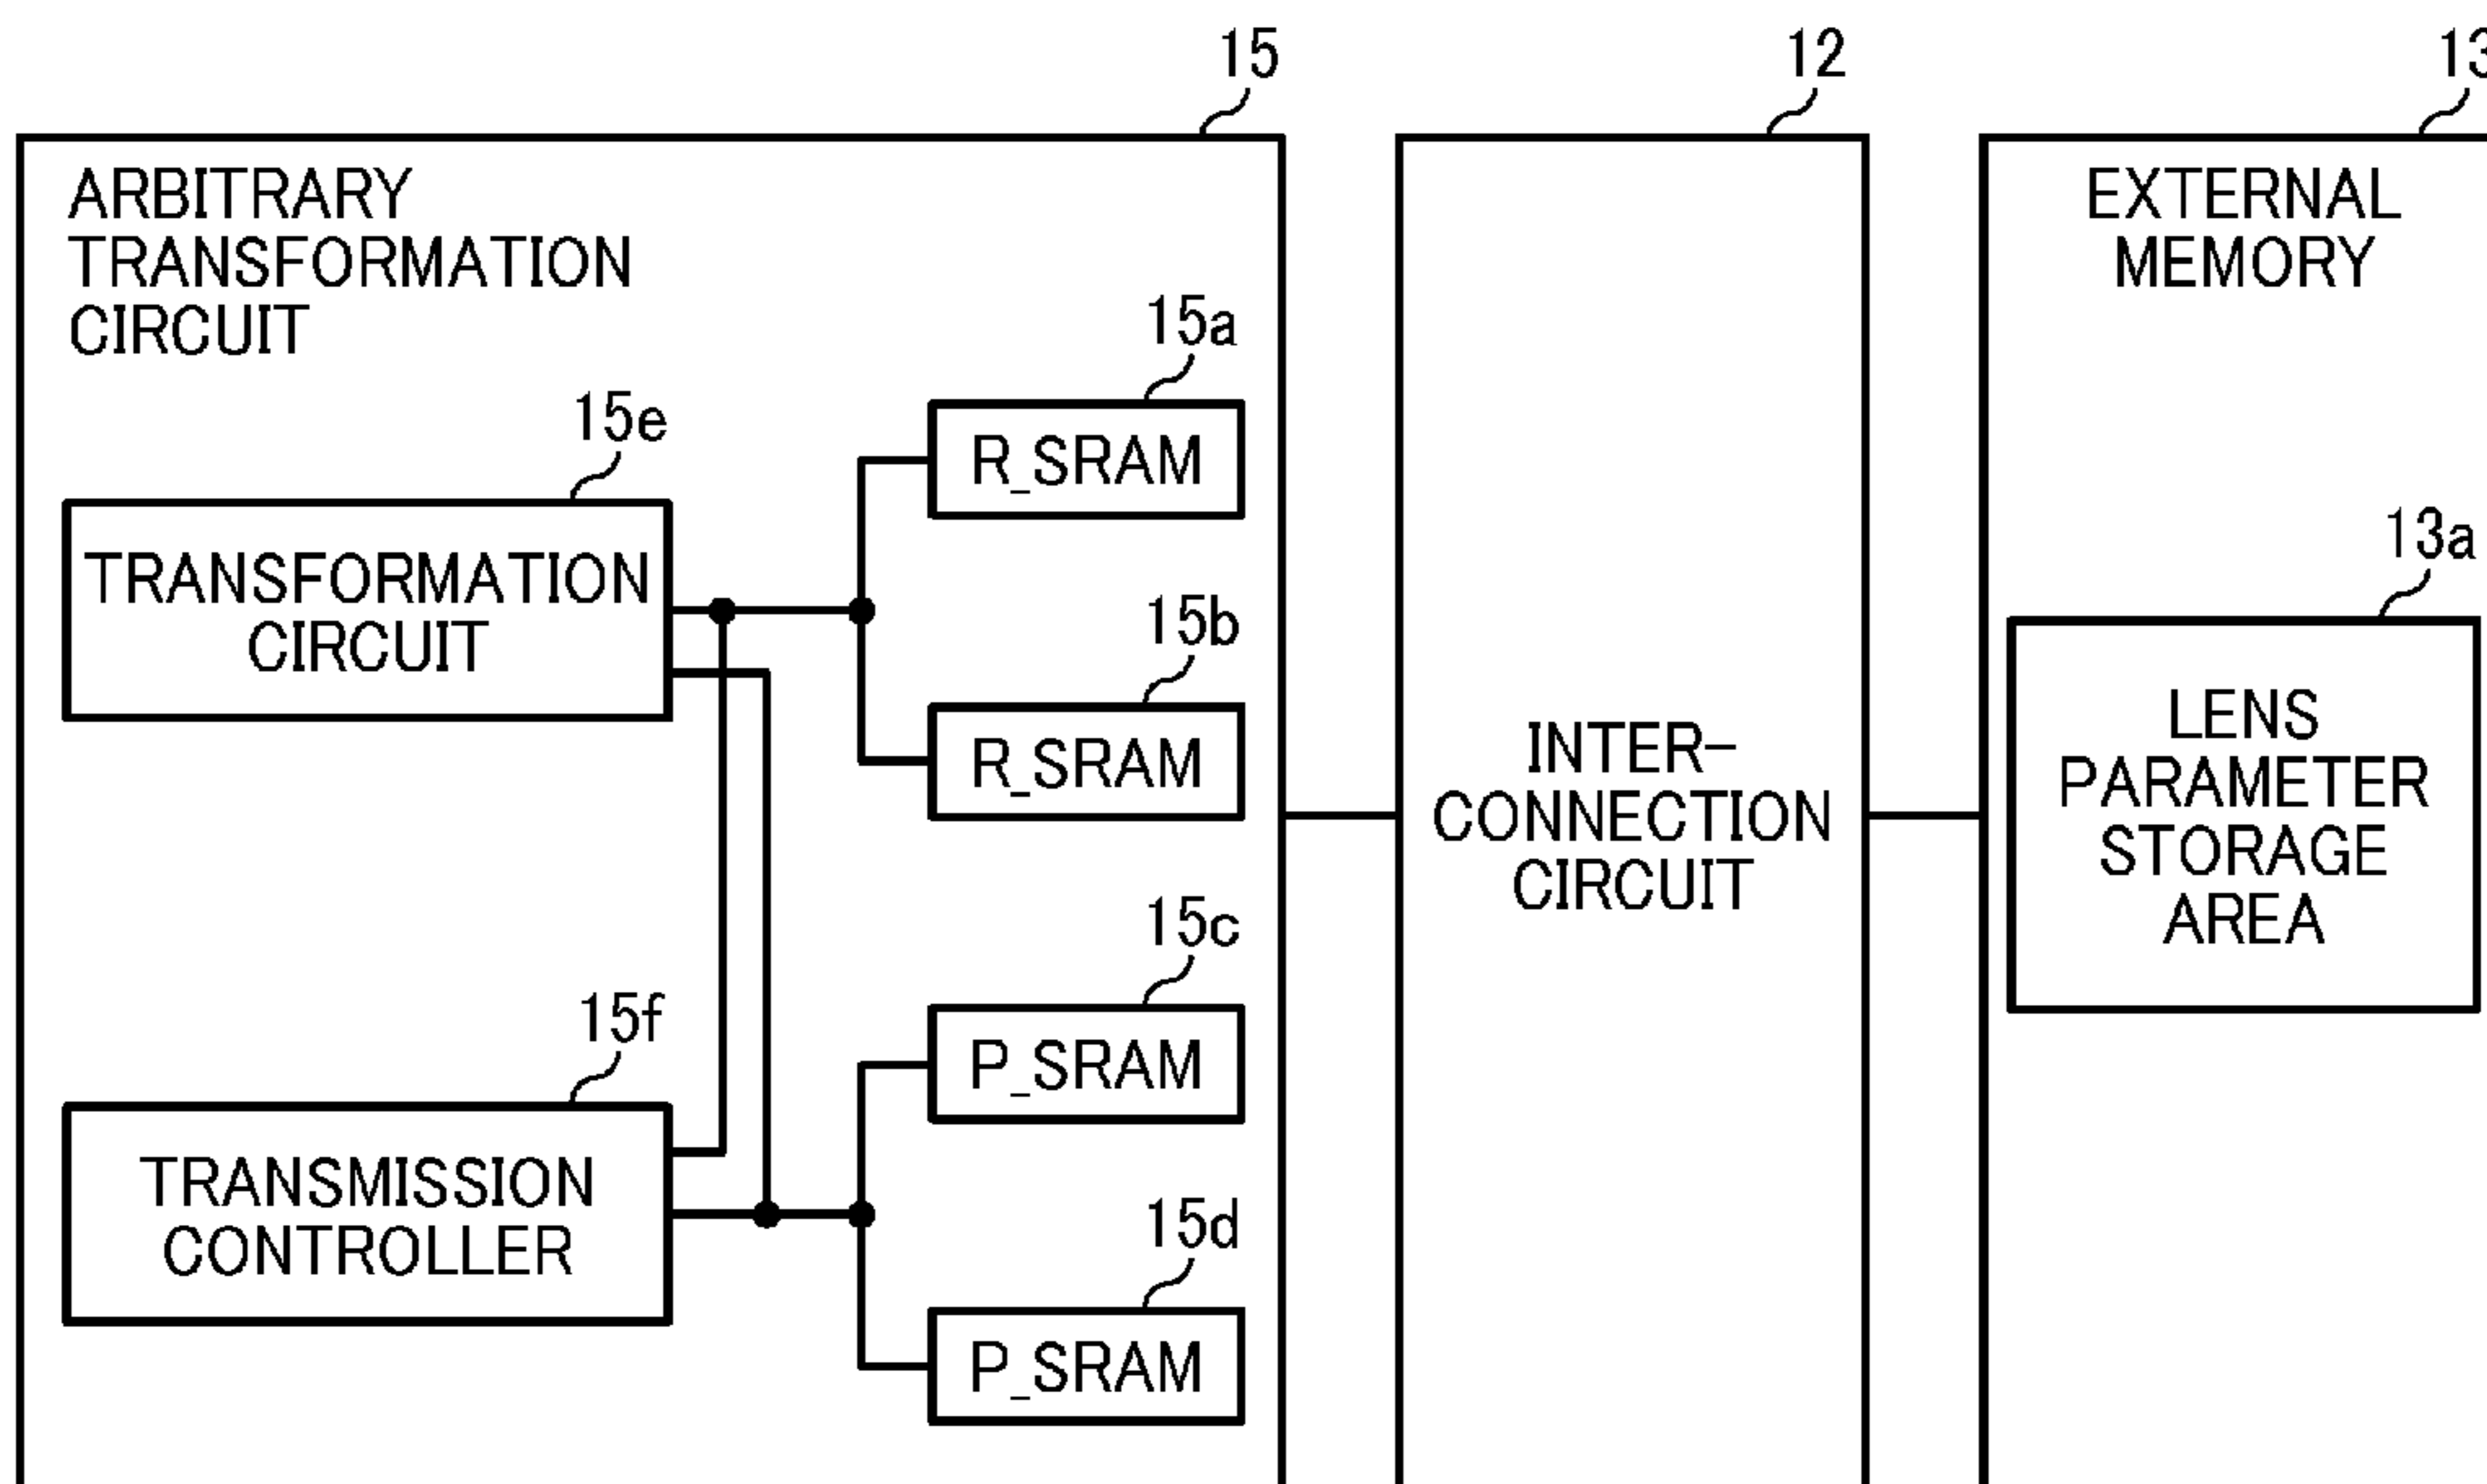 15
12
13
ARBITRARY
TRANSFORMATION
CIRCUIT
EXTERNAL
MEMORY
15a
R_SRAM
15e
TRANSFORMATION
CIRCUIT
15b
R_SRAM
13a
LENS
PARAMETER
STORAGE
AREA
INTER-
CONNECTION
CIRCUIT
15c
P_SRAM
15f
TRANSMISSION
CONTROLLER
15d
P_SRAM